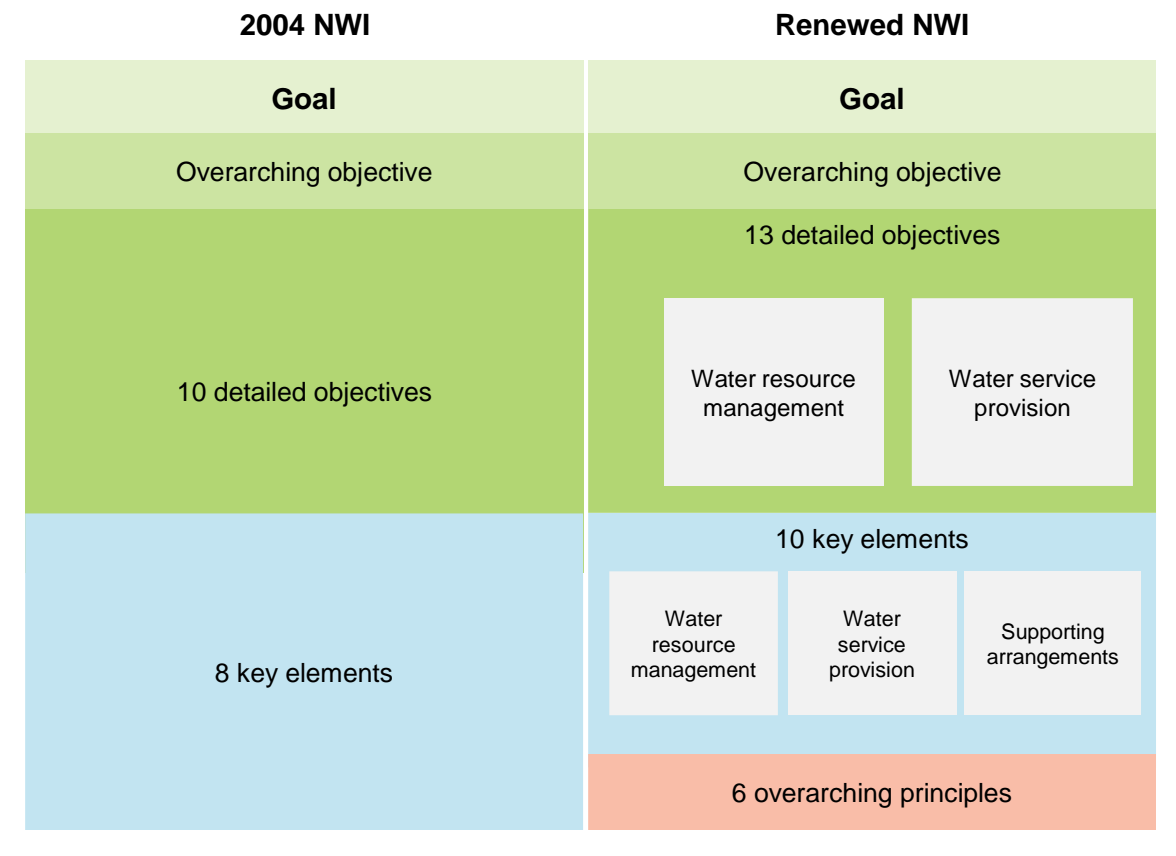 2004 NWI
Renewed NWI
Goal
Goal
Overarching objective
Overarching objective
10 detailed objectives
13 detailed objectives
Water resource
management
Water service
provision
8 key elements
10 key elements
Water
resource
management
Water
service
provision
Supporting
arrangements
6 overarching principles